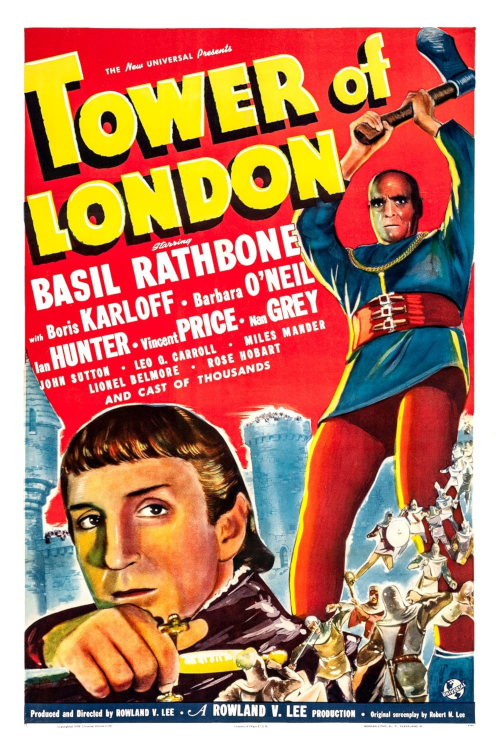 THE New UNIVERSAL Presents
TOWER of
LONDON
Starring
BASIL RATHBONE
with Boris KARLOFF • Barbara O'NEIL
Ian HUNTER • Vincent PRICE • Nan GREY
JOHN SUTTON • LEO G. CARROLL • MILES MANDER
LIONEL BELMORE • ROSE HOBART
AND CAST OF THOUSANDS
Produced and Directed by ROWLAND V. LEE • A ROWLAND V. LEE PRODUCTION • Original screenplay by Robert N. Lee
UNIVERSAL